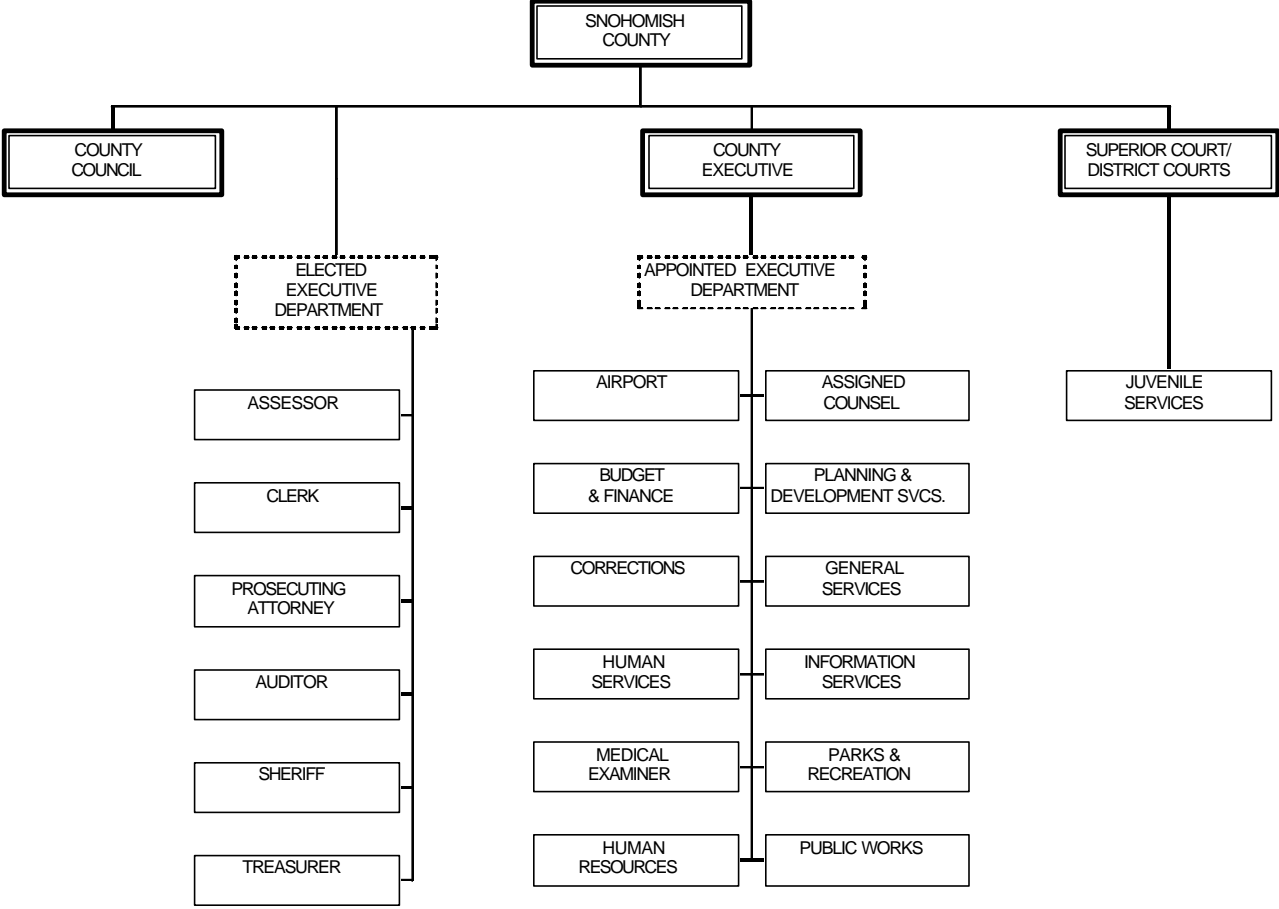 SNOHOMISH
COUNTY
COUNTY
COUNCIL
COUNTY
EXECUTIVE
SUPERIOR COURT/
DISTRICT COURTS
ELECTED
EXECUTIVE
DEPARTMENT
APPOINTED EXECUTIVE
DEPARTMENT
ASSESSOR
CLERK
PROSECUTING
ATTORNEY
AUDITOR
SHERIFF
TREASURER
AIRPORT
ASSIGNED
COUNSEL
BUDGET
& FINANCE
PLANNING &
DEVELOPMENT SVCS.
CORRECTIONS
GENERAL
SERVICES
HUMAN
SERVICES
INFORMATION
SERVICES
MEDICAL
EXAMINER
PARKS &
RECREATION
HUMAN
RESOURCES
PUBLIC WORKS
JUVENILE
SERVICES